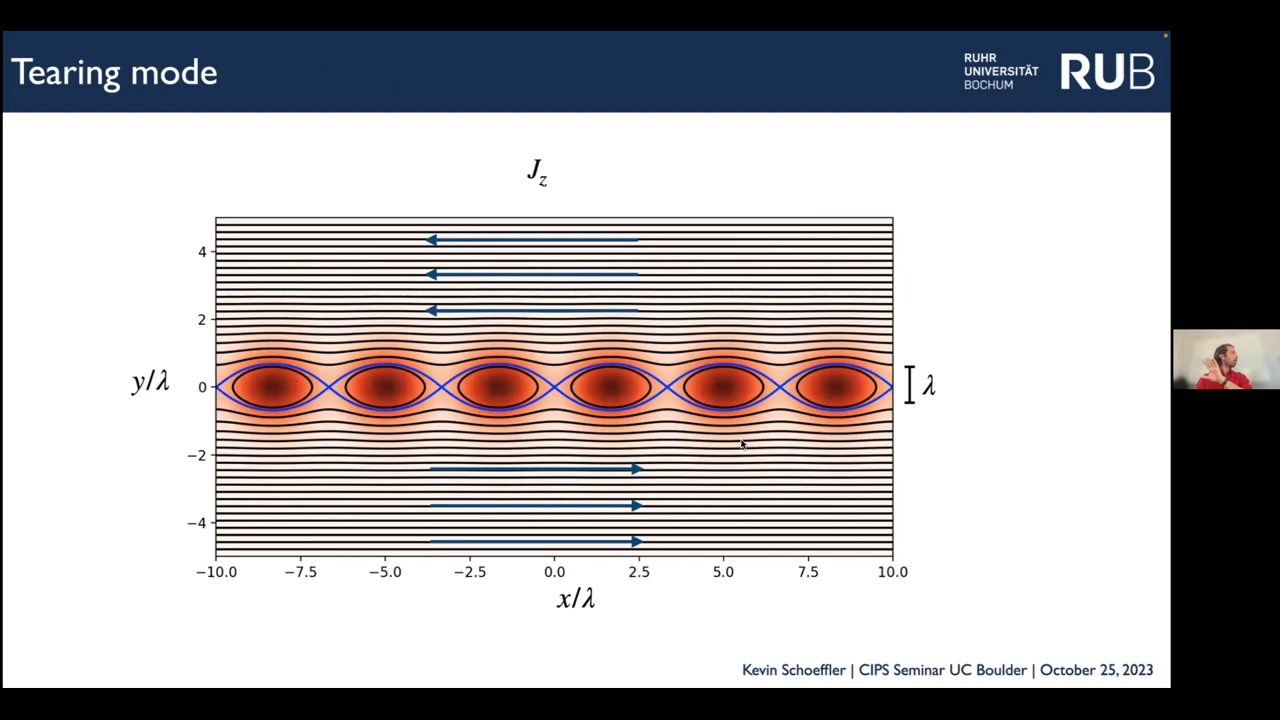 Tearing mode
RUHR
UNIVERSITÄT
BOCHUM
RUB
J_z
4
2
0
−2
−4
y/λ
λ
−10.0 −7.5 −5.0 −2.5 0.0 2.5 5.0 7.5 10.0
x/λ
Kevin Schoeffler | CIPS Seminar UC Boulder | October 25, 2023